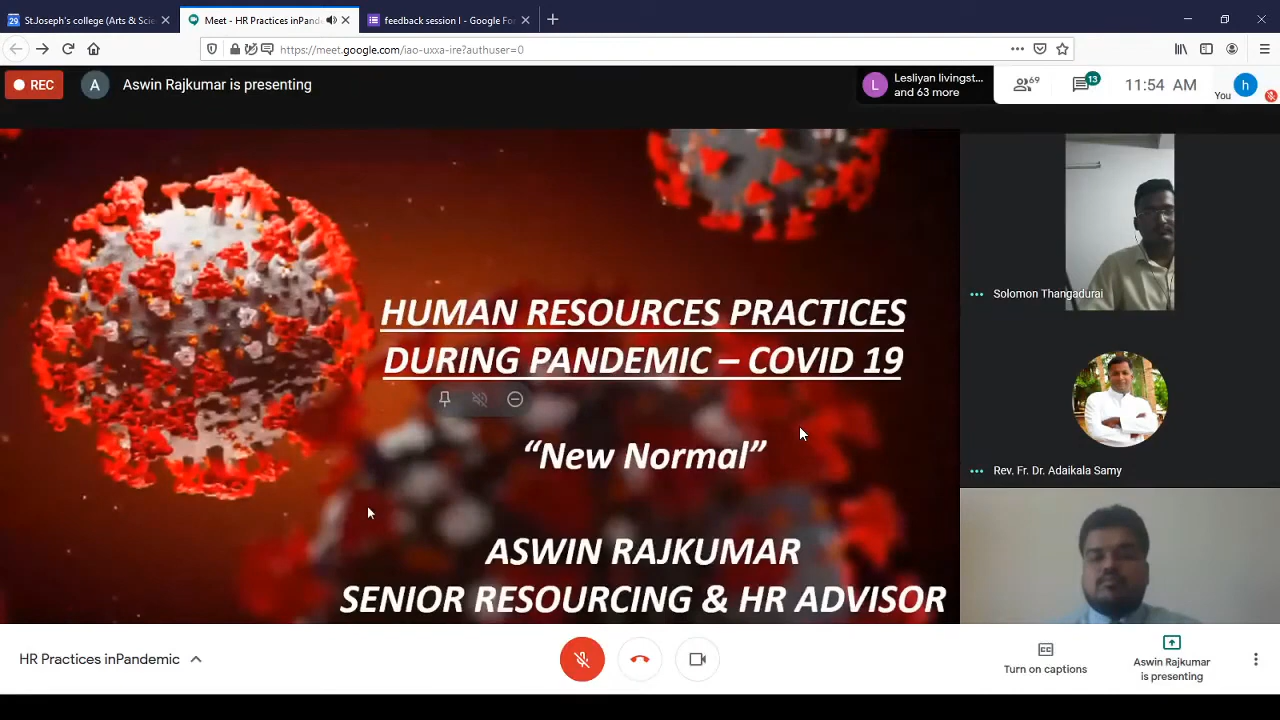 St.Joseph's college (Arts & Scie
Meet - HR Practices inPand
feedback session I - Google For
https://meet.google.com/iao-uxxa-ire?authuser=0
REC
A
Aswin Rajkumar is presenting
L
Lesliyan livingst...
and 63 more
69
13
11:54 AM
You
h
HUMAN RESOURCES PRACTICES
DURING PANDEMIC – COVID 19
“New Normal”
ASWIN RAJKUMAR
SENIOR RESOURCING & HR ADVISOR
Solomon Thangadurai
Rev. Fr. Dr. Adaikala Samy
HR Practices inPandemic
Turn on captions
Aswin Rajkumar
is presenting